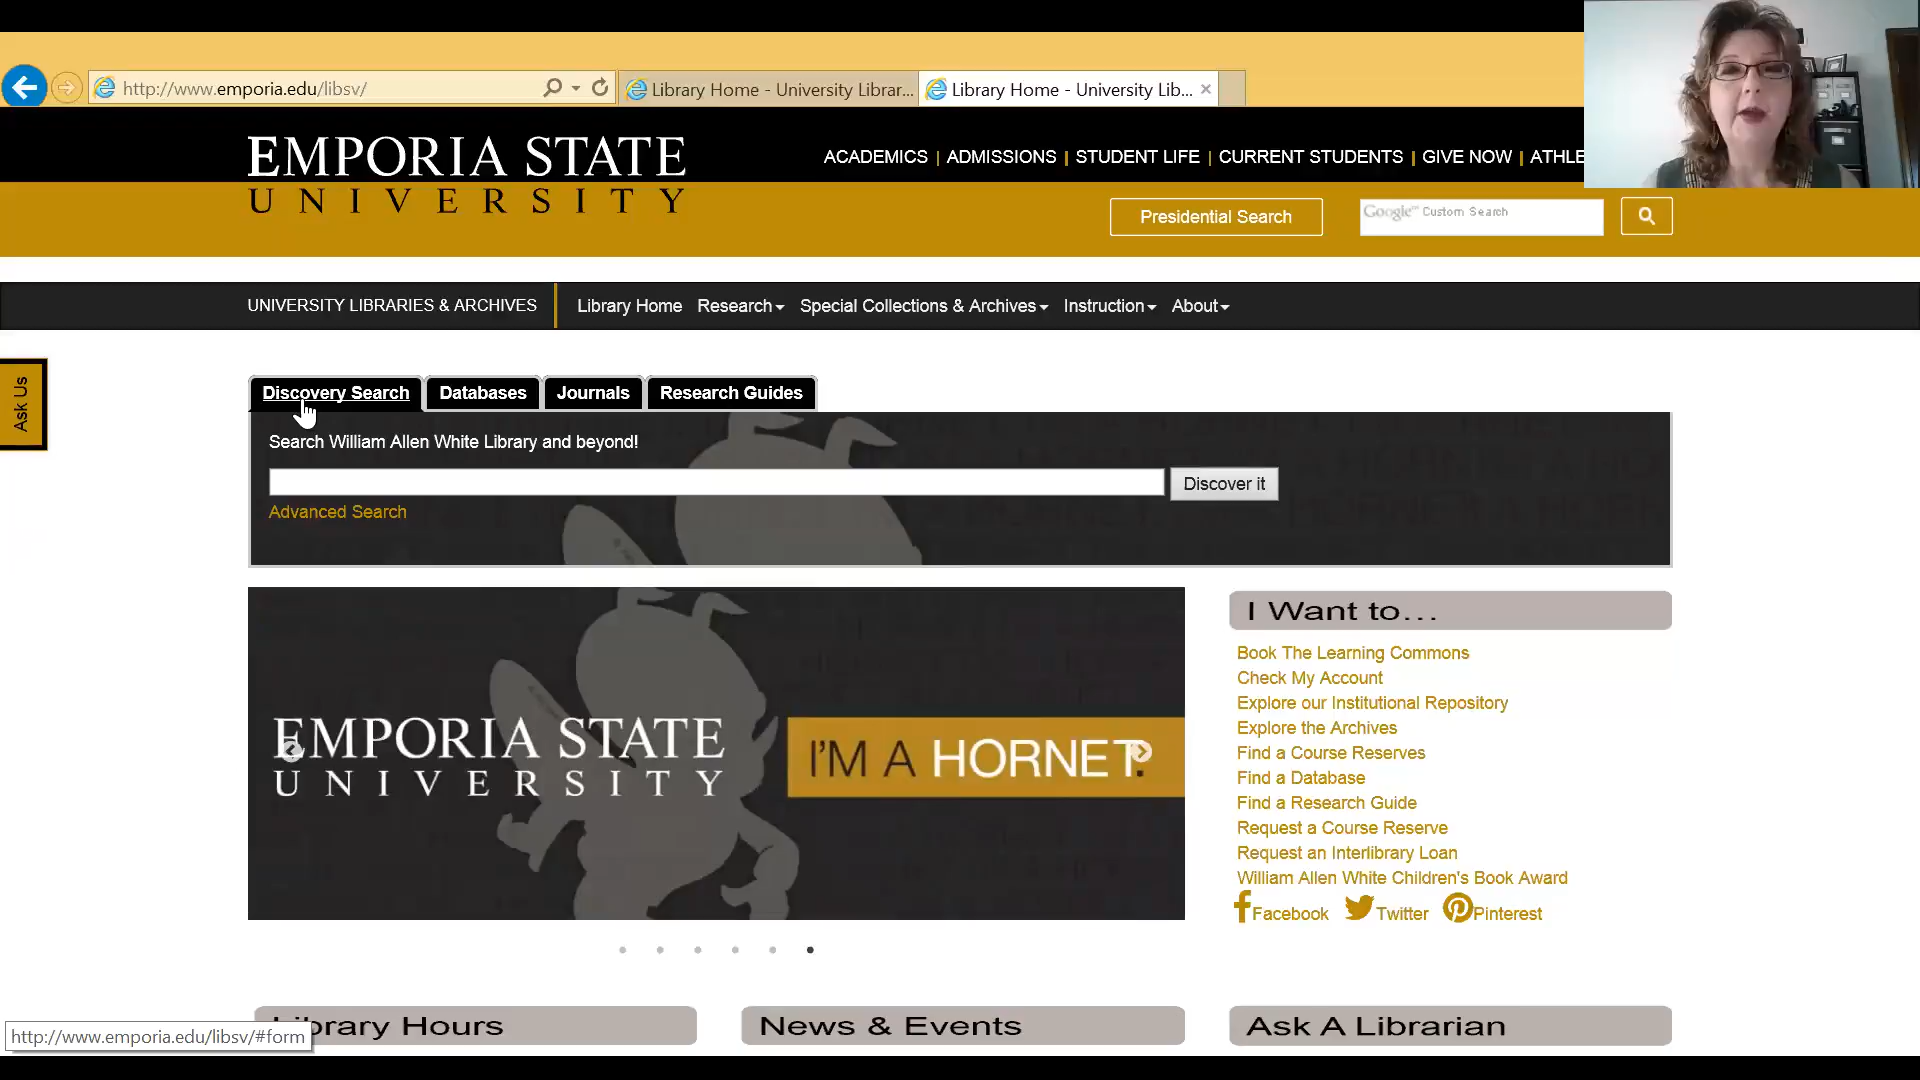 http://www.emporia.edu/libsv/
Library Home - University Librar...
Library Home - University Lib...
EMPORIA STATE
UNIVERSITY
ACADEMICS | ADMISSIONS | STUDENT LIFE | CURRENT STUDENTS | GIVE NOW | ATHLE
Presidential Search
Google™ Custom Search
UNIVERSITY LIBRARIES & ARCHIVES
Library Home Research Special Collections & Archives Instruction About
Ask Us
Discovery Search Databases Journals Research Guides
Search William Allen White Library and beyond!
Discover it
Advanced Search
EMPORIA STATE
UNIVERSITY
I'M A HORNET.
I Want to...
Book The Learning Commons
Check My Account
Explore our Institutional Repository
Explore the Archives
Find a Course Reserves
Find a Database
Find a Research Guide
Request a Course Reserve
Request an Interlibrary Loan
William Allen White Children's Book Award
Facebook Twitter Pinterest
Library Hours
News & Events
Ask A Librarian
http://www.emporia.edu/libsv/#form